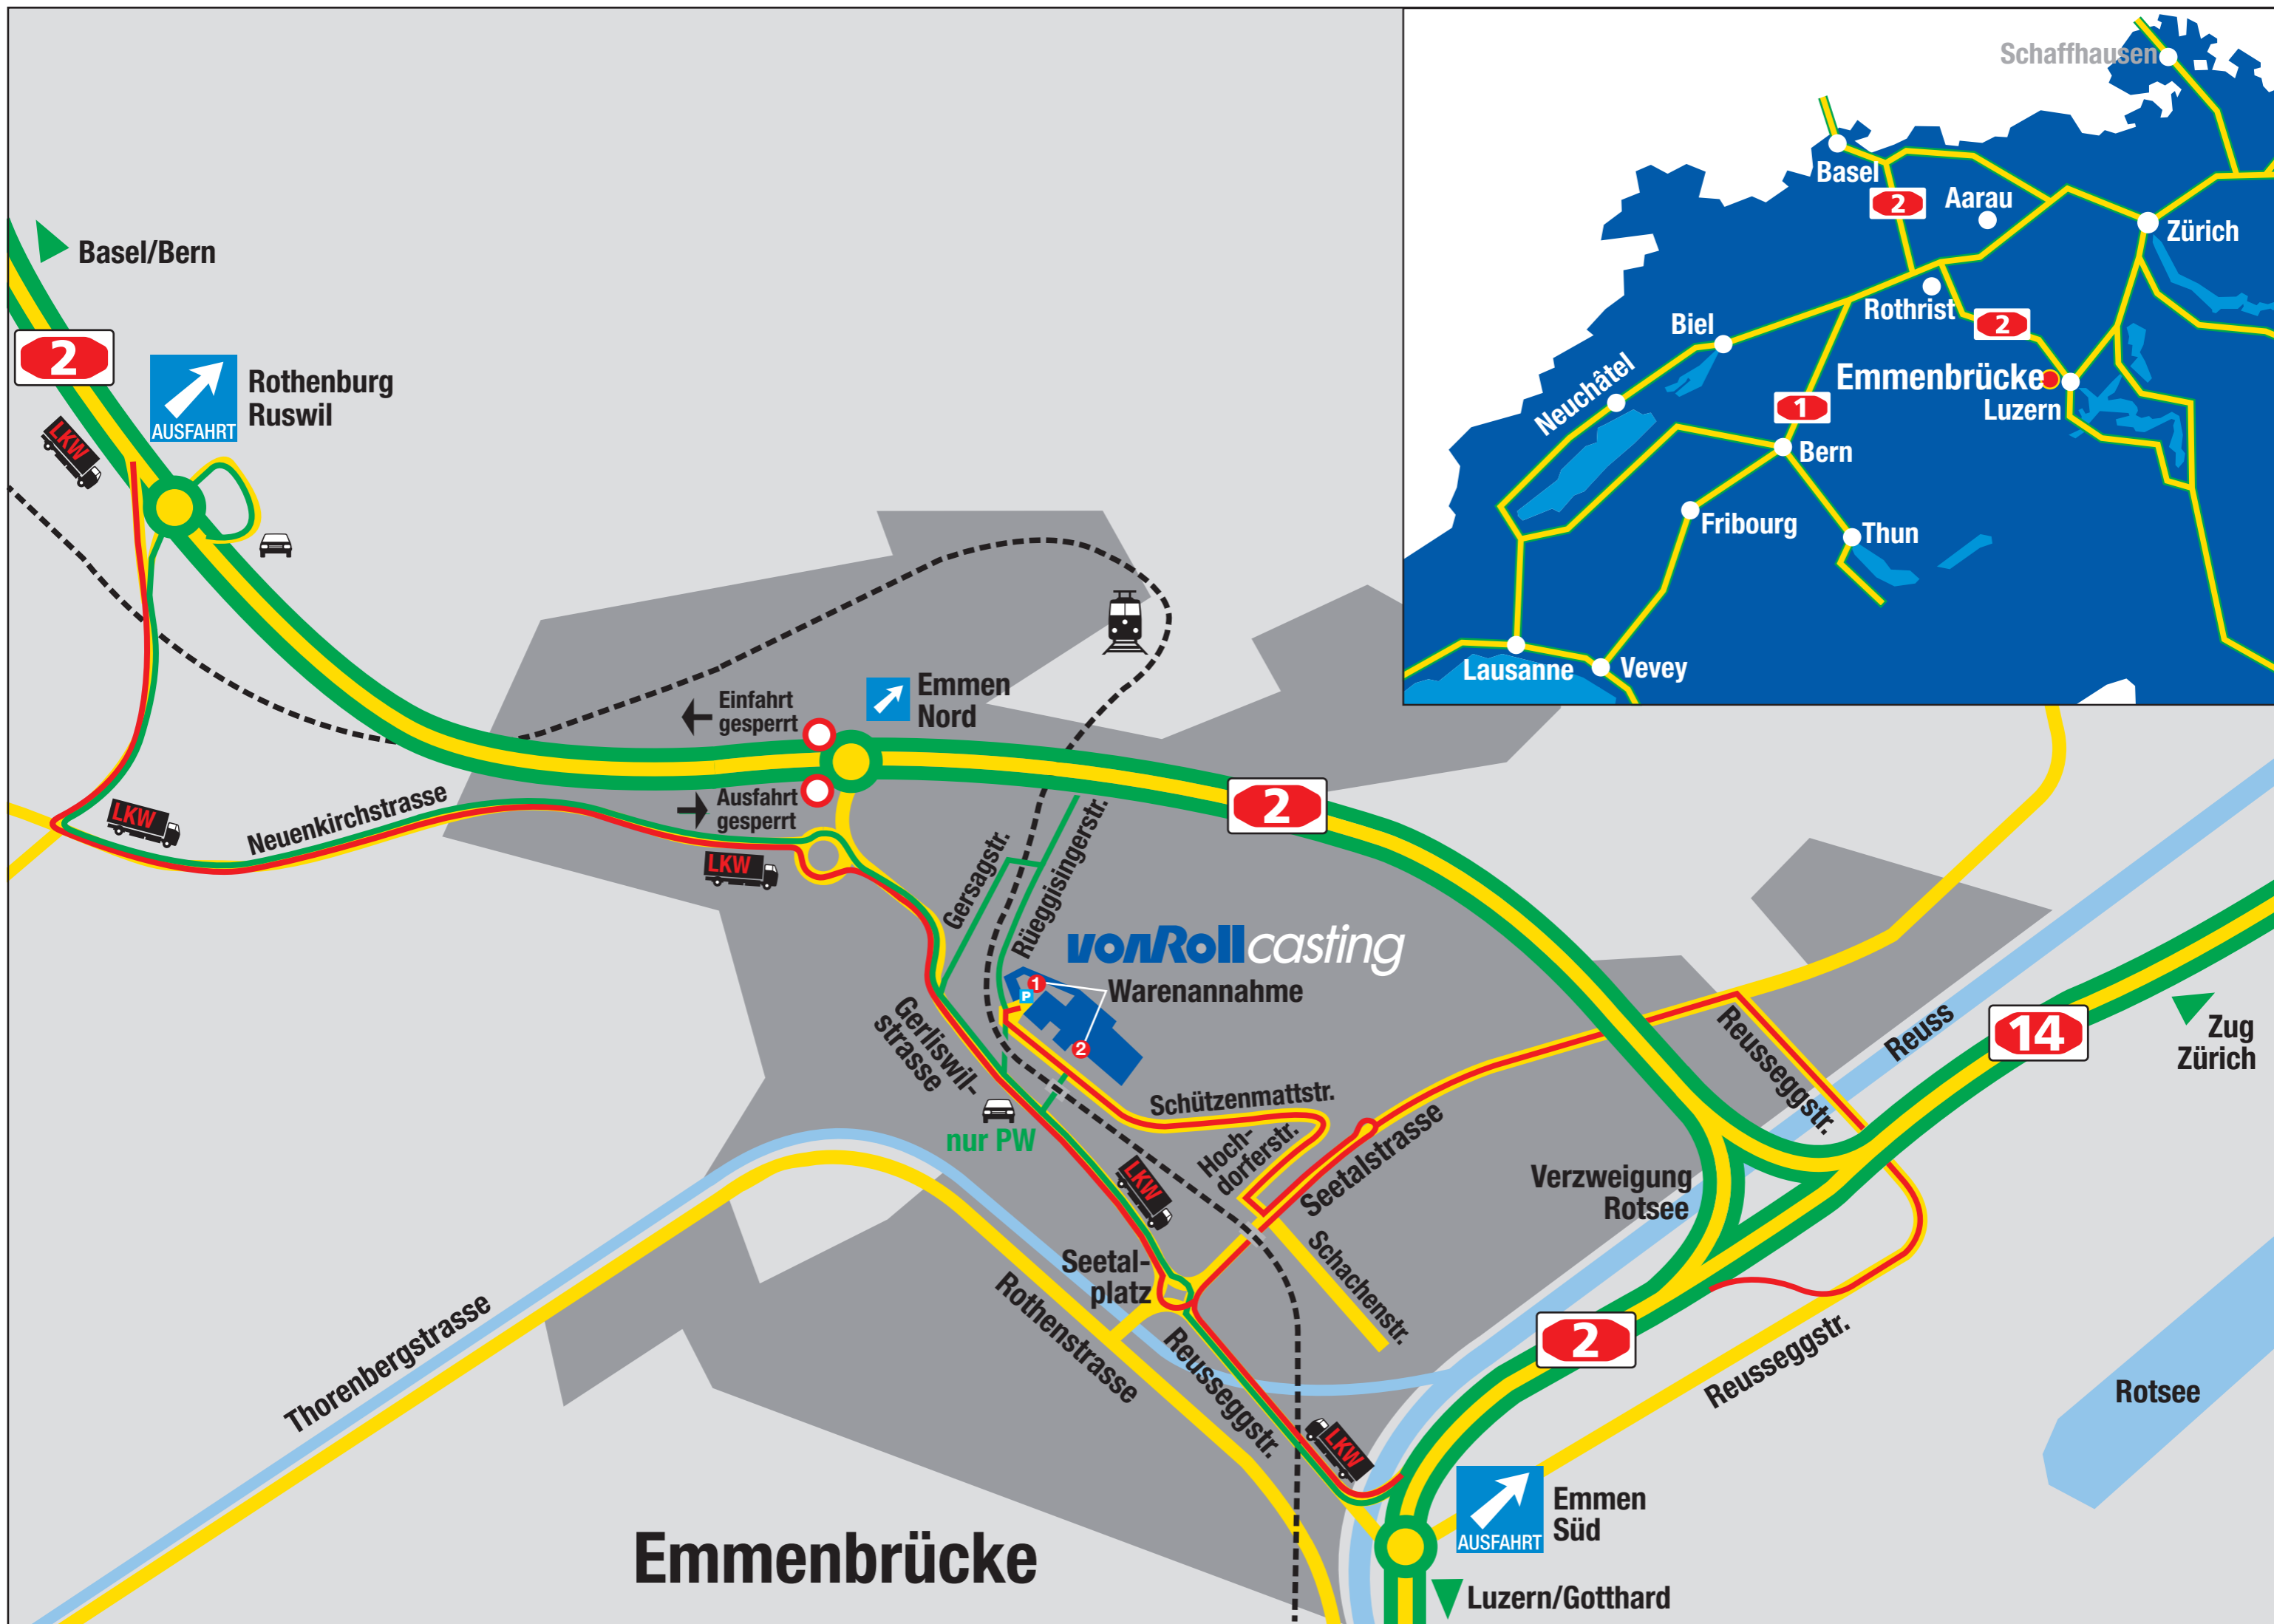 Schaffhausen
Basel
2
Aarau
Zürich
Rothrist
2
Biel
Neuchâtel
Emmenbrücke
Luzern
1
Bern
Fribourg
Thun
Lausanne
Vevey
Basel/Bern
2
AUSFAHRT
Rothenburg
Ruswil
LKW
Einfahrt
gesperrt
Emmen
Nord
Ausfahrt
gesperrt
LKW
Neuenkirchstrasse
LKW
2
Gersagstr.
Rüeggisingerstr.
vonRoll casting
Warenannahme
1
P
2
Gerliswil-
strasse
nur PW
Schützenmattstr.
Hoch-
dorferstr.
Seetalstrasse
LKW
Reusseggstr.
Reuss
14
Zug
Zürich
Verzweigung
Rotsee
Seetal-
platz
Schachenstr.
Rothenstrasse
Reusseggstr.
Thorenbergstrasse
2
Reusseggstr.
Rotsee
LKW
AUSFAHRT
Emmen
Süd
Emmenbrücke
Luzern/Gotthard